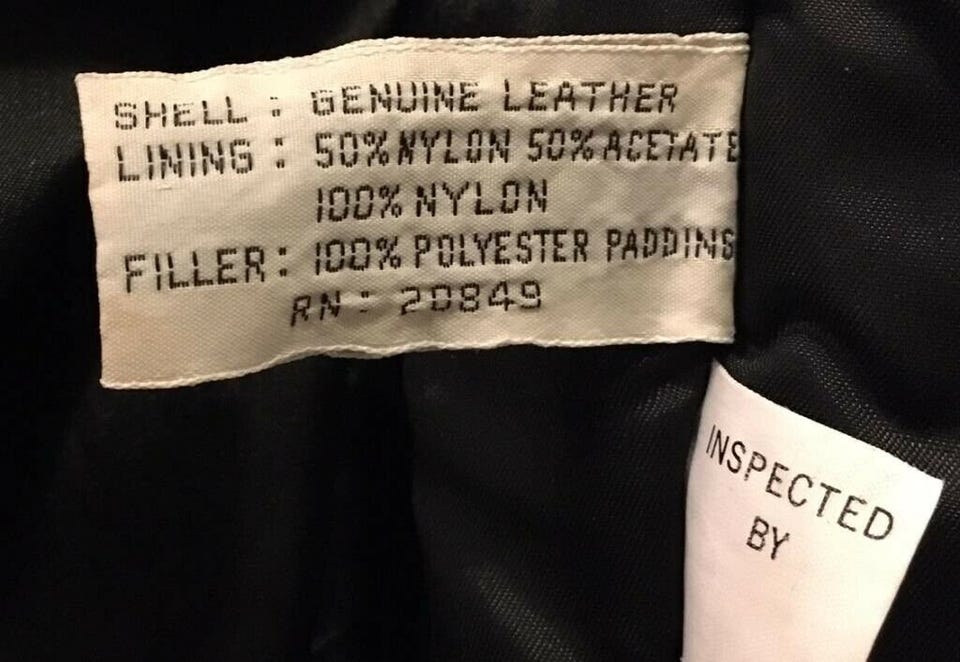 SHELL : GENUINE LEATHER
LINING : 50% NYLON 50% ACETATE
100% NYLON
FILLER : 100% POLYESTER PADDING
RN : 20849
INSPECTED
BY